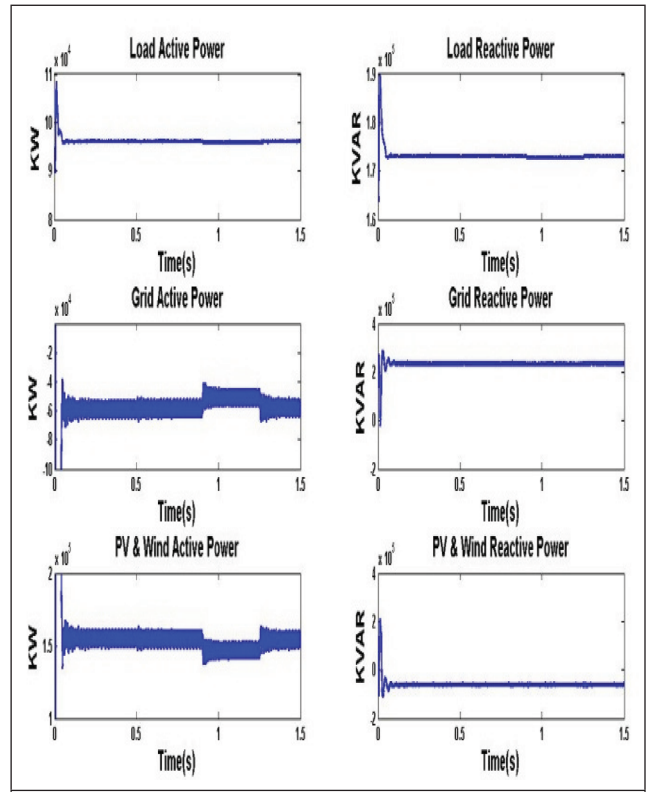 Load Active Power
x 10^4
11
10
9
8
KW
0 0.5 1 1.5
Time(s)
Load Reactive Power
x 10^5
1.9
1.8
1.7
1.6
KVAR
0 0.5 1 1.5
Time(s)
Grid Active Power
x 10^4
-2
-4
-6
-8
-10
KW
0 0.5 1 1.5
Time(s)
Grid Reactive Power
x 10^5
4
2
0
-2
KVAR
0 0.5 1 1.5
Time(s)
PV & Wind Active Power
x 10^5
2
1.5
1
KW
0 0.5 1 1.5
Time(s)
PV & Wind Reactive Power
x 10^5
4
2
0
-2
KVAR
0 0.5 1 1.5
Time(s)